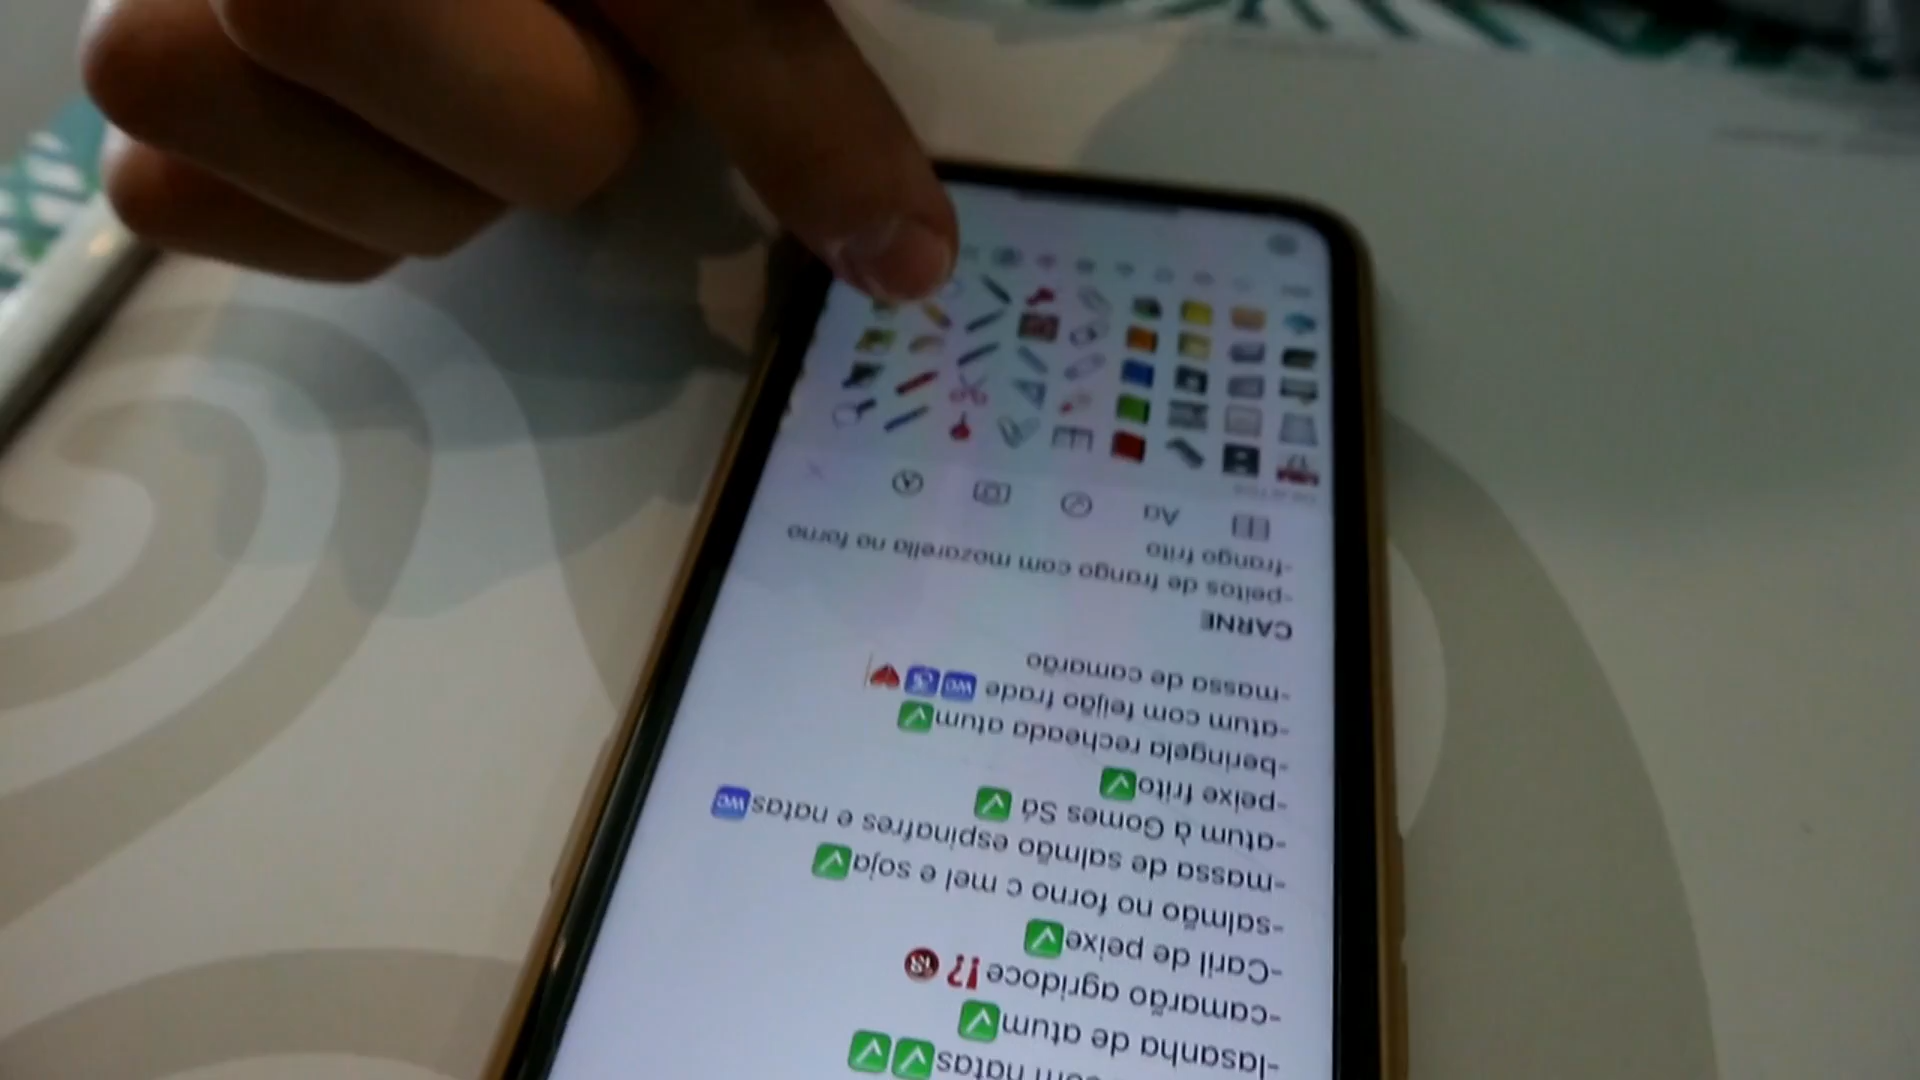 com natas✅✅
-lasanha de atum✅
-camarão agridoce⁉️🔞
-Caril de peixe✅
-salmão no forno c mel e soja✅
-massa de salmão espinafres e natas🚾
-atum à Gomes Sá ✅
-peixe frito✅
-beringela recheada atum✅
-atum com feijão frade 🚾
-massa de camarão
CARNE
-peitos de frango com mozarella no forno
-frango frito
Aa